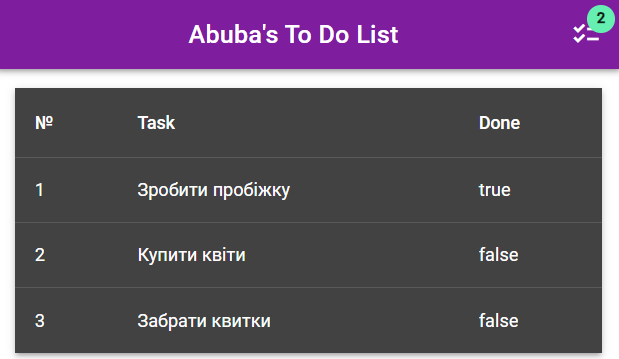 Abuba's To Do List
2
№ Task Done
1 Зробити пробіжку true
2 Купити квіти false
3 Забрати квитки false